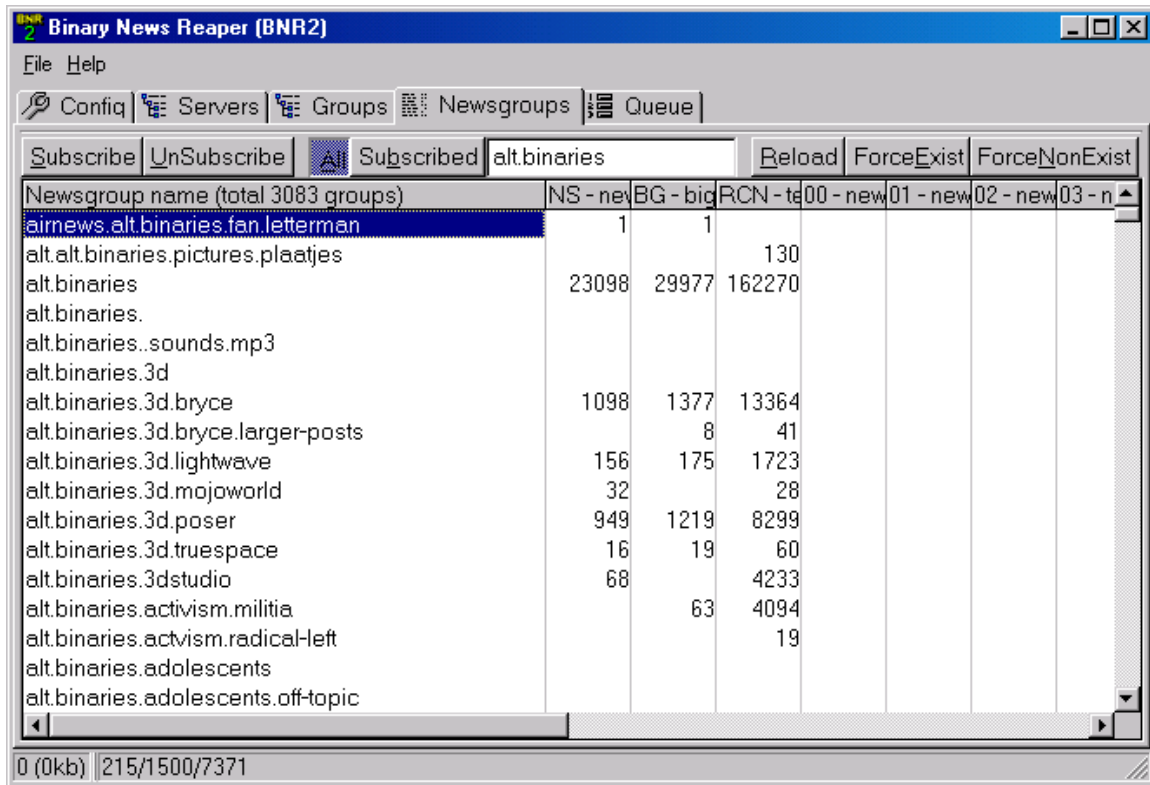 BNR 2 Binary News Reaper (BNR2)
File Help
Config Servers Groups Newsgroups Queue
Subscribe UnSubscribe All Subscribed alt.binaries Reload ForceExist ForceNonExist
Newsgroup name (total 3083 groups) NS - nev BG - big RCN - te 00 - new 01 - new 02 - new 03 - n
airnews.alt.binaries.fan.letterman 1 1
alt.alt.binaries.pictures.plaatjes 130
alt.binaries 23098 29977 162270
alt.binaries.
alt.binaries..sounds.mp3
alt.binaries.3d
alt.binaries.3d.bryce 1098 1377 13364
alt.binaries.3d.bryce.larger-posts 8 41
alt.binaries.3d.lightwave 156 175 1723
alt.binaries.3d.mojoworld 32 28
alt.binaries.3d.poser 949 1219 8299
alt.binaries.3d.truespace 16 19 60
alt.binaries.3dstudio 68 4233
alt.binaries.activism.militia 63 4094
alt.binaries.actvism.radical-left 19
alt.binaries.adolescents
alt.binaries.adolescents.off-topic
0 (0kb) 215/1500/7371